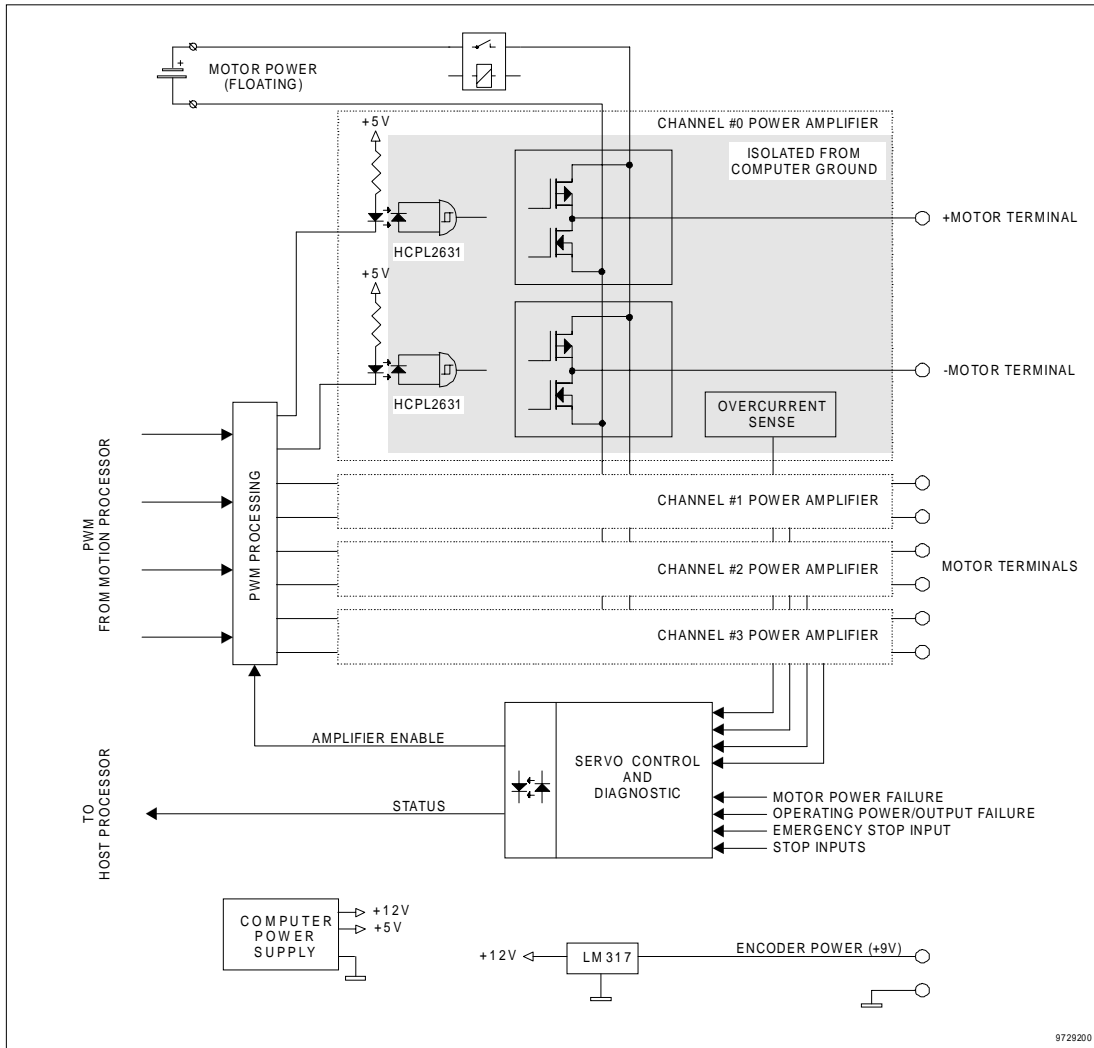 +
MOTOR POWER
(FLOATING)
+5V
CHANNEL #0 POWER AMPLIFIER
ISOLATED FROM
COMPUTER GROUND
HCPL2631
+MOTOR TERMINAL
+5V
HCPL2631
-MOTOR TERMINAL
OVERCURRENT
SENSE
PWM
FROM MOTION PROCESSOR
PWM PROCESSING
CHANNEL #1 POWER AMPLIFIER
CHANNEL #2 POWER AMPLIFIER
MOTOR TERMINALS
CHANNEL #3 POWER AMPLIFIER
AMPLIFIER ENABLE
SERVO CONTROL
AND
DIAGNOSTIC
TO
HOST PROCESSOR
STATUS
MOTOR POWER FAILURE
OPERATING POWER/OUTPUT FAILURE
EMERGENCY STOP INPUT
STOP INPUTS
COMPUTER
POWER
SUPPLY
+12V
+5V
+12V
LM317
ENCODER POWER (+9V)
9729200